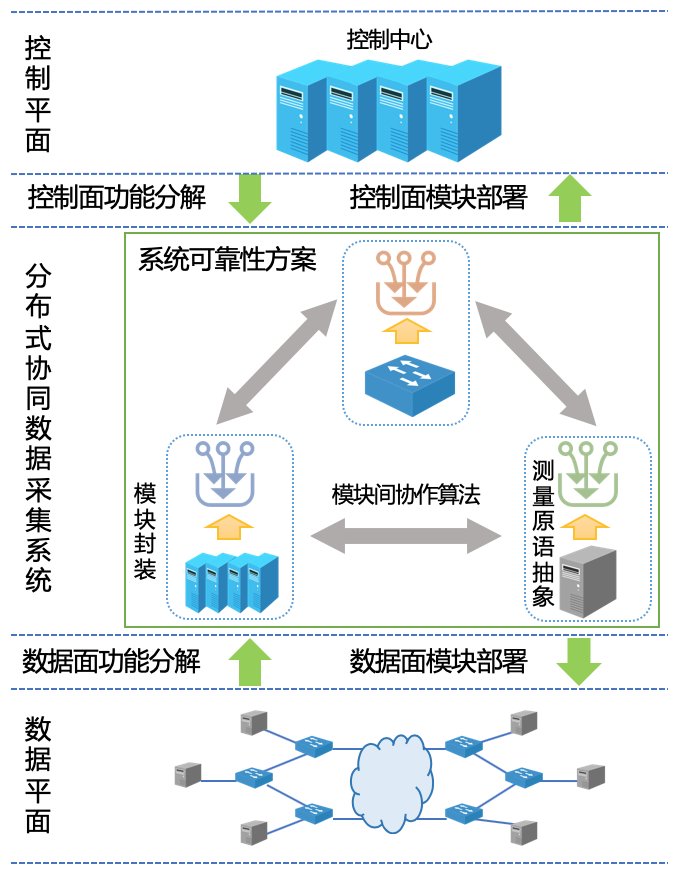 控制平面
控制中心
控制面功能分解
控制面模块部署
分布式协同数据采集系统
系统可靠性方案
模块封装
模块间协作算法
测量原语抽象
数据面功能分解
数据面模块部署
数据平面